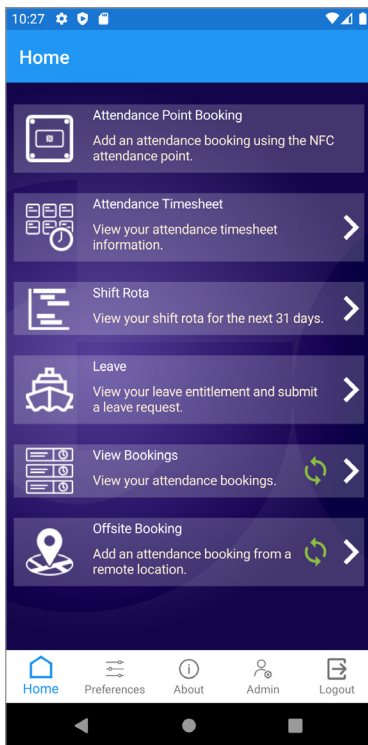 10:27
Home
Attendance Point Booking
Add an attendance booking using the NFC
attendance point.
Attendance Timesheet
View your attendance timesheet
information.
Shift Rota
View your shift rota for the next 31 days.
Leave
View your leave entitlement and submit
a leave request.
View Bookings
View your attendance bookings.
Offsite Booking
Add an attendance booking from a
remote location.
Home Preferences About Admin Logout